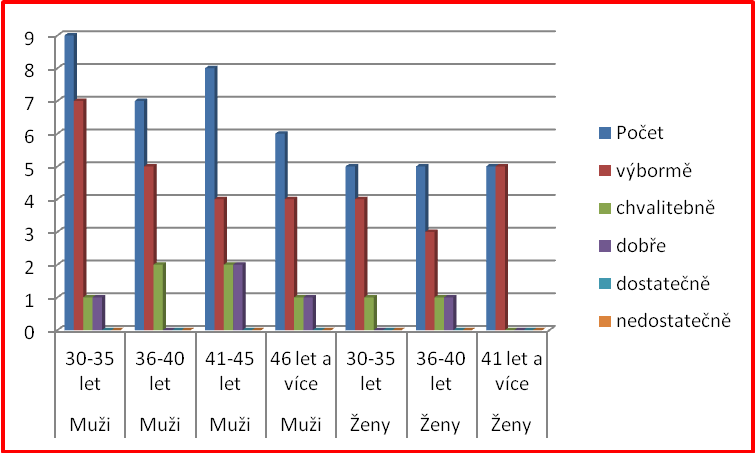 9
8
7
6
5
4
3
2
1
0
30-35 36-40 41-45 46 let a 30-35 36-40 41 let a
let let let více let let více
Muži Muži Muži Muži Ženy Ženy Ženy
Počet
výbormě
chvalitebně
dobře
dostatečně
nedostatečně